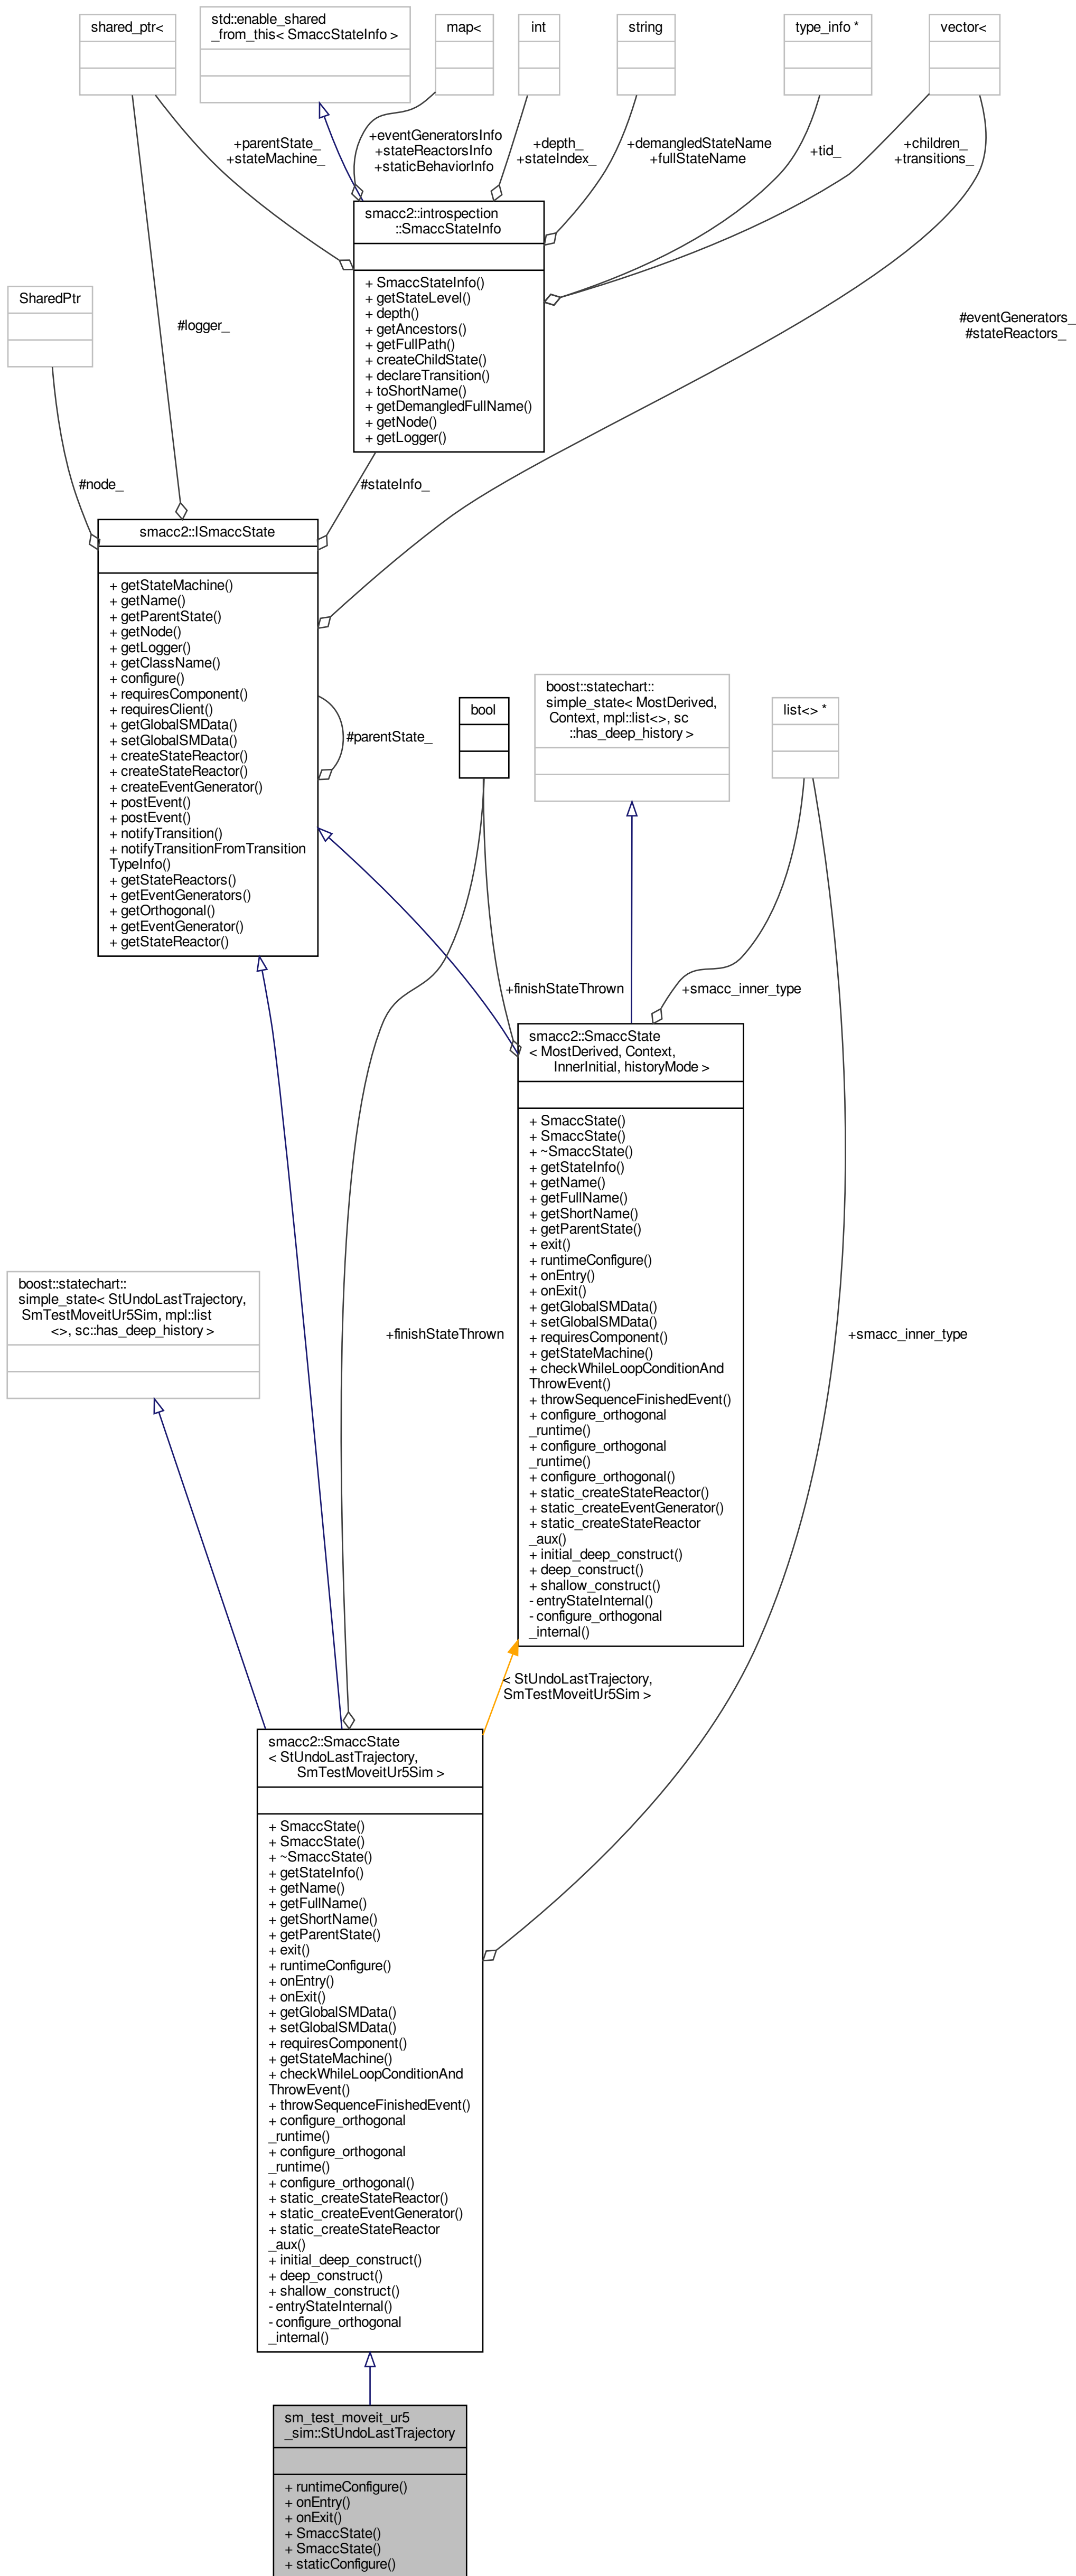 shared_ptr<
std::enable_shared
_from_this< SmaccStateInfo >
map<
int
string
type_info *
vector<
+parentState_
+stateMachine_
+eventGeneratorsInfo
+stateReactorsInfo
+staticBehaviorInfo
+depth_
+stateIndex_
+demangledStateName
+fullStateName
+tid_
+children_
+transitions_
smacc2::introspection
::SmaccStateInfo
+ SmaccStateInfo()
+ getStateLevel()
+ depth()
+ getAncestors()
+ getFullPath()
+ createChildState()
+ declareTransition()
+ toShortName()
+ getDemangledFullName()
+ getNode()
+ getLogger()
SharedPtr
#logger_
#eventGenerators_
#stateReactors_
#node_
#stateInfo_
smacc2::ISmaccState
+ getStateMachine()
+ getName()
+ getParentState()
+ getNode()
+ getLogger()
+ getClassName()
+ configure()
+ requiresComponent()
+ requiresClient()
+ getGlobalSMData()
+ setGlobalSMData()
+ createStateReactor()
+ createStateReactor()
+ createEventGenerator()
+ postEvent()
+ postEvent()
+ notifyTransition()
+ notifyTransitionFromTransition
TypeInfo()
+ getStateReactors()
+ getEventGenerators()
+ getOrthogonal()
+ getEventGenerator()
+ getStateReactor()
#parentState_
bool
boost::statechart::
simple_state< MostDerived,
Context, mpl::list<>, sc
::has_deep_history >
list<> *
+finishStateThrown
+smacc_inner_type
smacc2::SmaccState
< MostDerived, Context,
InnerInitial, historyMode >
+ SmaccState()
+ SmaccState()
+ ~SmaccState()
+ getStateInfo()
+ getName()
+ getFullName()
+ getShortName()
+ getParentState()
+ exit()
+ runtimeConfigure()
+ onEntry()
+ onExit()
+ getGlobalSMData()
+ setGlobalSMData()
+ requiresComponent()
+ getStateMachine()
+ checkWhileLoopConditionAnd
ThrowEvent()
+ throwSequenceFinishedEvent()
+ configure_orthogonal
_runtime()
+ configure_orthogonal
_runtime()
+ configure_orthogonal()
+ static_createStateReactor()
+ static_createEventGenerator()
+ static_createStateReactor
_aux()
+ initial_deep_construct()
+ deep_construct()
+ shallow_construct()
- entryStateInternal()
- configure_orthogonal
_internal()
boost::statechart::
simple_state< StUndoLastTrajectory,
SmTestMoveitUr5Sim, mpl::list
<>, sc::has_deep_history >
+finishStateThrown
+smacc_inner_type
< StUndoLastTrajectory,
SmTestMoveitUr5Sim >
smacc2::SmaccState
< StUndoLastTrajectory,
SmTestMoveitUr5Sim >
+ SmaccState()
+ SmaccState()
+ ~SmaccState()
+ getStateInfo()
+ getName()
+ getFullName()
+ getShortName()
+ getParentState()
+ exit()
+ runtimeConfigure()
+ onEntry()
+ onExit()
+ getGlobalSMData()
+ setGlobalSMData()
+ requiresComponent()
+ getStateMachine()
+ checkWhileLoopConditionAnd
ThrowEvent()
+ throwSequenceFinishedEvent()
+ configure_orthogonal
_runtime()
+ configure_orthogonal
_runtime()
+ configure_orthogonal()
+ static_createStateReactor()
+ static_createEventGenerator()
+ static_createStateReactor
_aux()
+ initial_deep_construct()
+ deep_construct()
+ shallow_construct()
- entryStateInternal()
- configure_orthogonal
_internal()
sm_test_moveit_ur5
_sim::StUndoLastTrajectory
+ runtimeConfigure()
+ onEntry()
+ onExit()
+ SmaccState()
+ SmaccState()
+ staticConfigure()